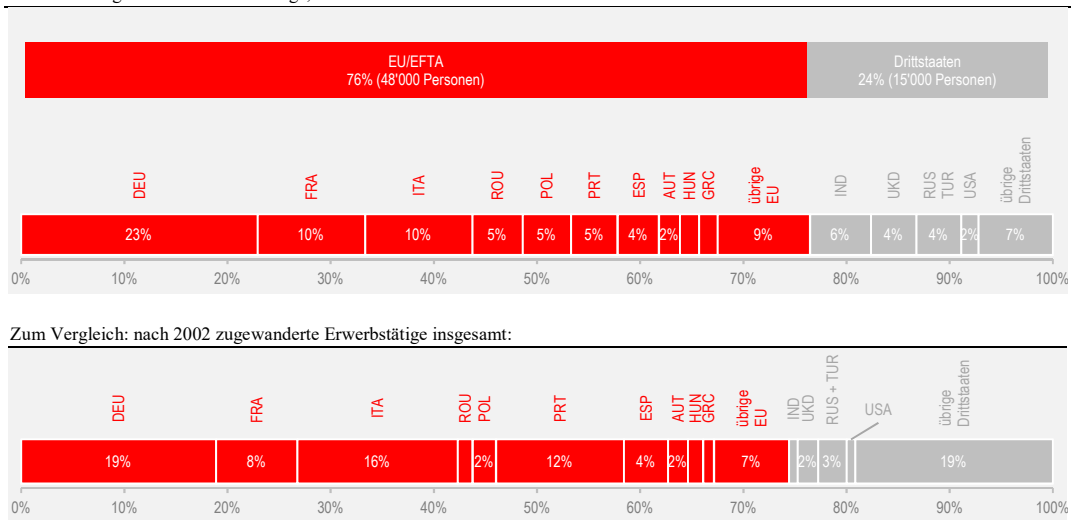 EU/EFTA
76% (48'000 Personen)
Drittstaaten
24% (15'000 Personen)
DEU
FRA
ITA
ROU
POL
PRT
ESP
AUT
HUN
GRC
übrige
EU
IND
UKD
RUS
TUR
USA
übrige
Drittstaaten
23%
10%
10%
5%
5%
5%
4%
2%
9%
6%
4%
4%
2%
7%
0%
10%
20%
30%
40%
50%
60%
70%
80%
90%
100%
Zum Vergleich: nach 2002 zugewanderte Erwerbstätige insgesamt:
DEU
FRA
ITA
ROU
POL
PRT
ESP
AUT
HUN
GRC
übrige
EU
IND
UKD
RUS + TUR
USA
übrige
Drittstaaten
19%
8%
16%
2%
12%
4%
2%
7%
2%
3%
19%
0%
10%
20%
30%
40%
50%
60%
70%
80%
90%
100%